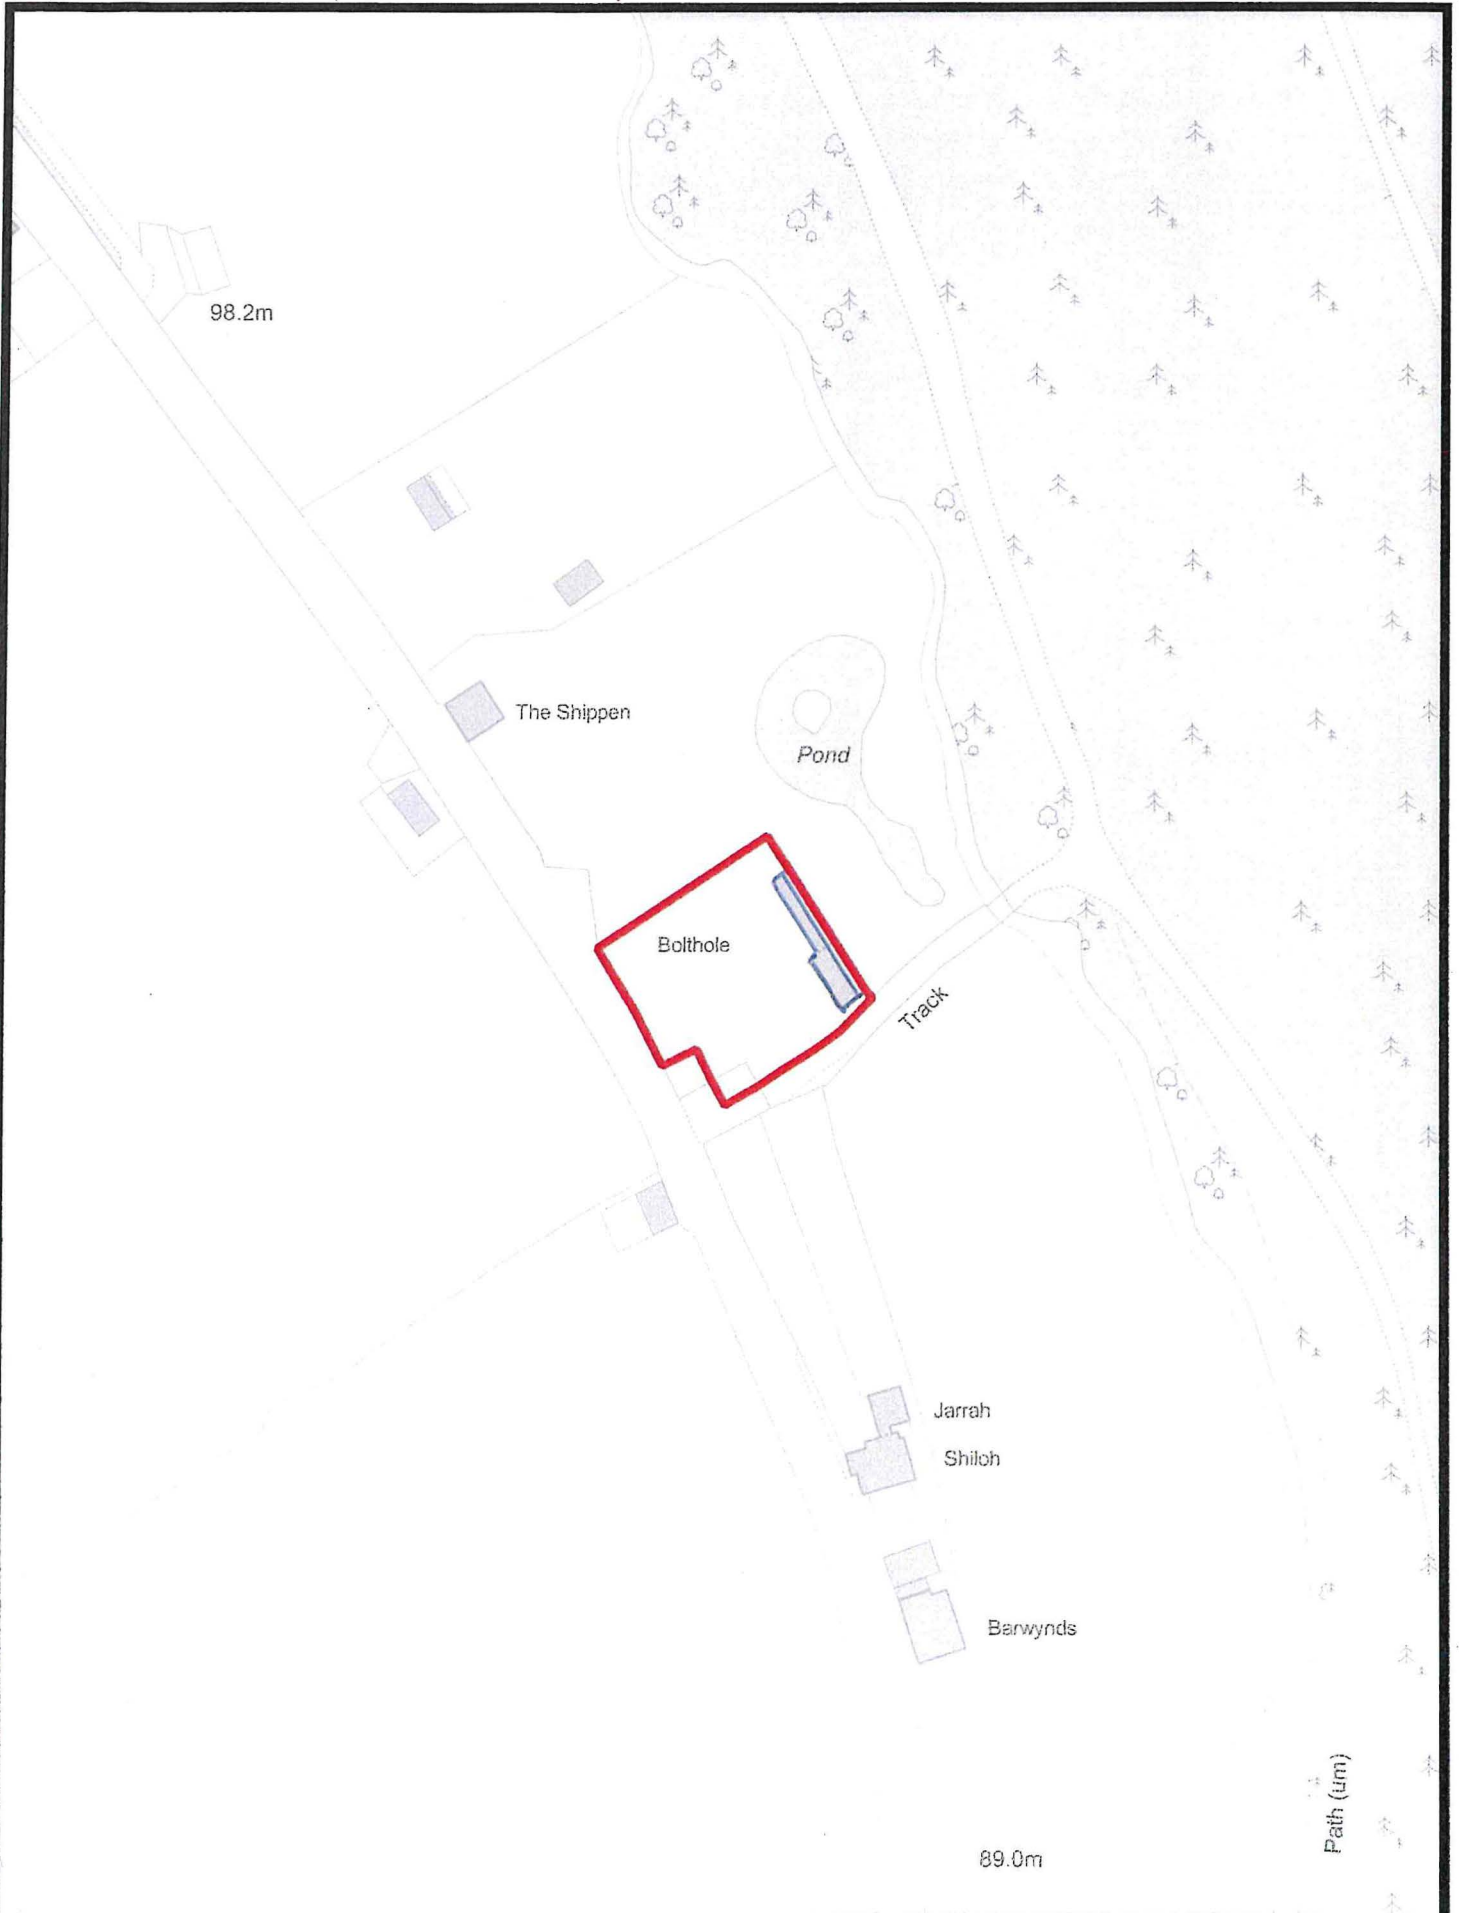 98.2m
The Shippen
Pond
Bolthole
Track
Jarrah
Shiloh
Barwynds
Path (um)
89.0m